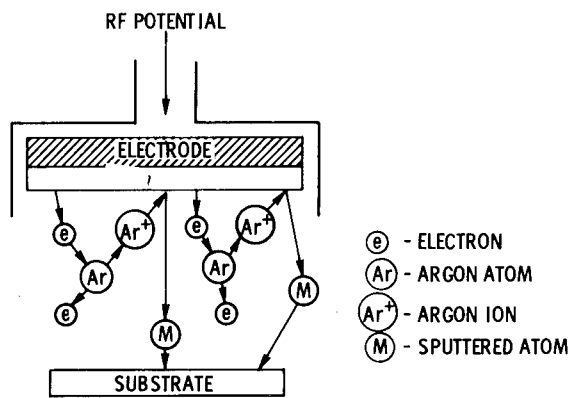 RF POTENTIAL
ELECTRODE
e
Ar+
e
Ar+
Ar
Ar
e
e
M
M
SUBSTRATE
e - ELECTRON
Ar - ARGON ATOM
Ar+ - ARGON ION
M - SPUTTERED ATOM